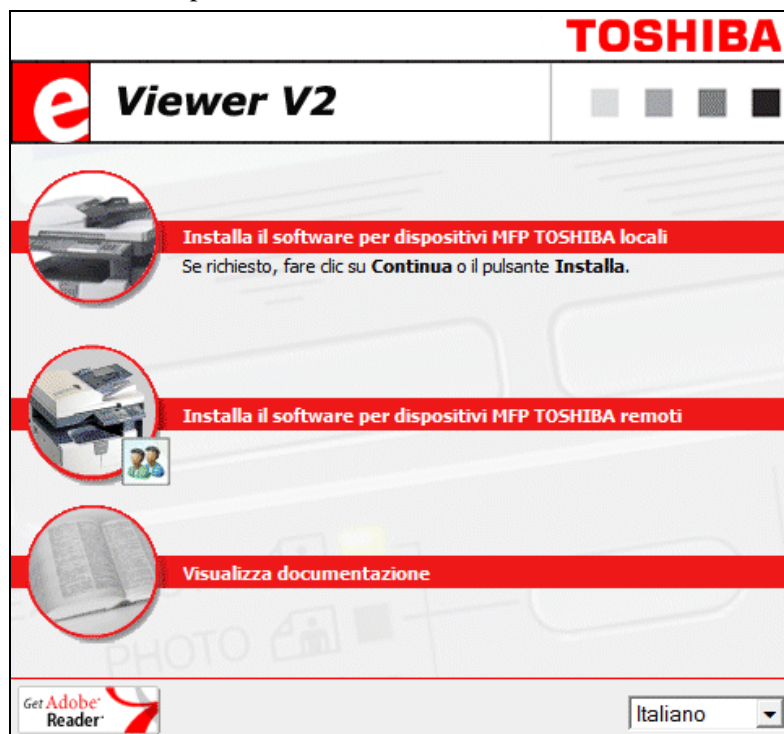 TOSHIBA
e Viewer V2
Installa il software per dispositivi MFP TOSHIBA locali
Se richiesto, fare clic su Continua o il pulsante Installa.
Installa il software per dispositivi MFP TOSHIBA remoti
Visualizza documentazione
PHOTO
Get Adobe®
Reader®
Italiano